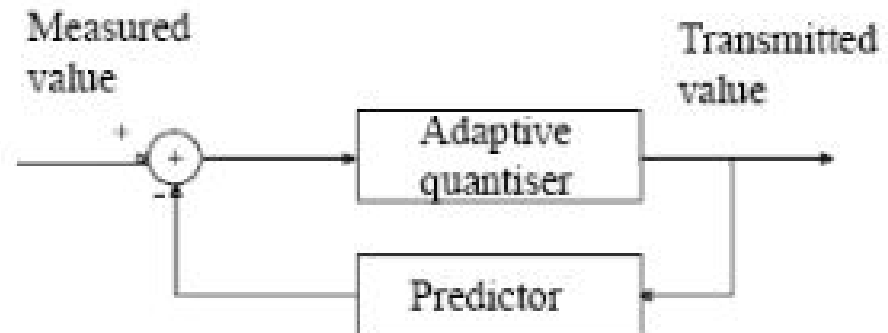 Measured
value
Transmitted
value
+
+
-
Adaptive
quantiser
Predictor